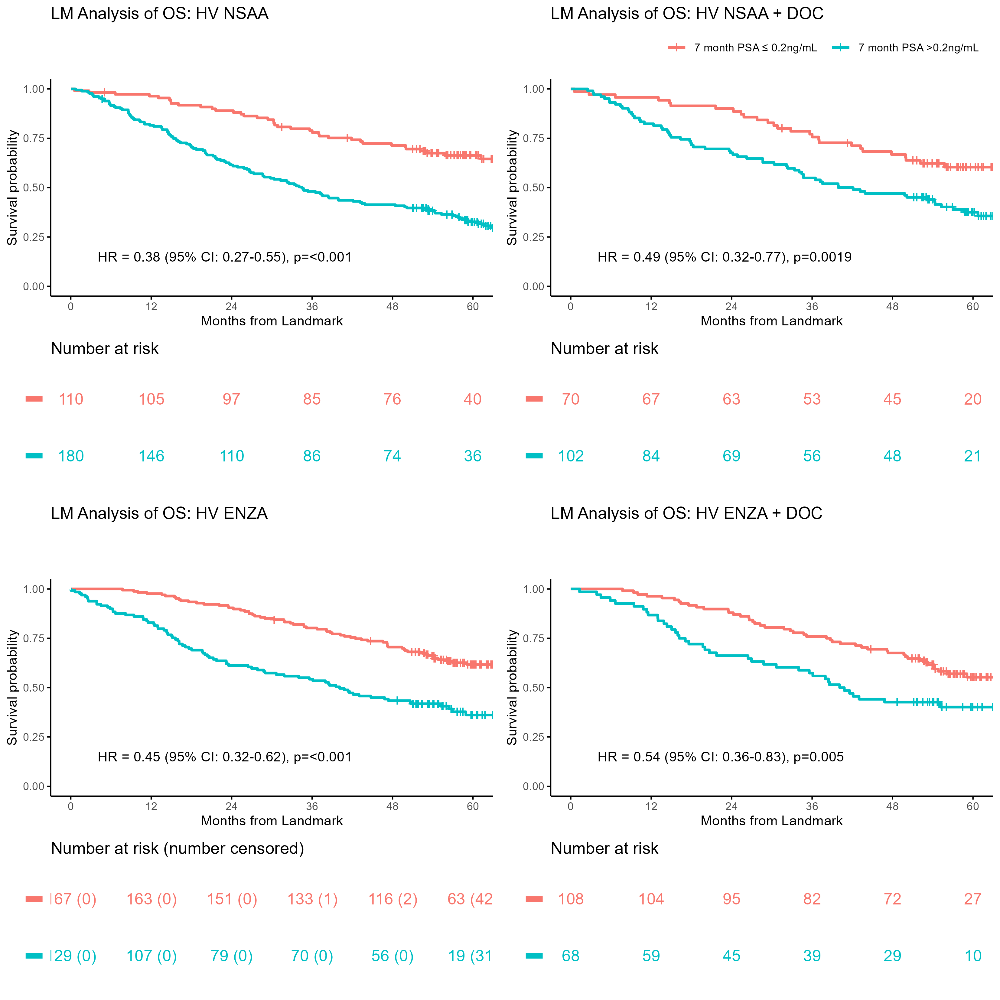 LM Analysis of OS: HV NSAA
7 month PSA ≤ 0.2ng/mL 7 month PSA >0.2ng/mL
Survival probability
1.00
0.75
0.50
0.25
0.00
HR = 0.38 (95% CI: 0.27-0.55), p=<0.001
0 12 24 36 48 60
Months from Landmark
Number at risk
110 105 97 85 76 40
180 146 110 86 74 36
LM Analysis of OS: HV NSAA + DOC
Survival probability
1.00
0.75
0.50
0.25
0.00
HR = 0.49 (95% CI: 0.32-0.77), p=0.0019
0 12 24 36 48 60
Months from Landmark
Number at risk
70 67 63 53 45 20
102 84 69 56 48 21
LM Analysis of OS: HV ENZA
Survival probability
1.00
0.75
0.50
0.25
0.00
HR = 0.45 (95% CI: 0.32-0.62), p=<0.001
0 12 24 36 48 60
Months from Landmark
Number at risk (number censored)
167 (0) 163 (0) 151 (0) 133 (1) 116 (2) 63 (42
129 (0) 107 (0) 79 (0) 70 (0) 56 (0) 19 (31
LM Analysis of OS: HV ENZA + DOC
Survival probability
1.00
0.75
0.50
0.25
0.00
HR = 0.54 (95% CI: 0.36-0.83), p=0.005
0 12 24 36 48 60
Months from Landmark
Number at risk
108 104 95 82 72 27
68 59 45 39 29 10